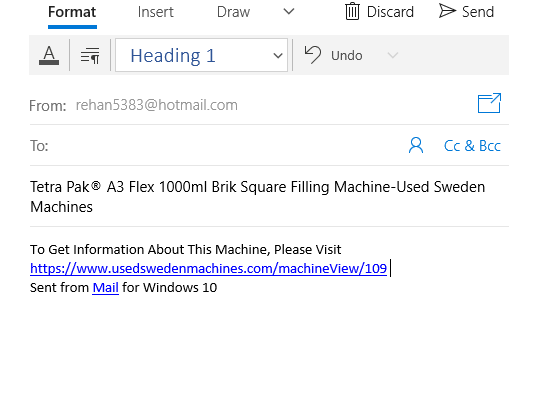 Format Insert Draw Discard Send
A Heading 1 Undo
From: rehan5383@hotmail.com
To: Cc & Bcc
Tetra Pak® A3 Flex 1000ml Brik Square Filling Machine-Used Sweden
Machines
To Get Information About This Machine, Please Visit
https://www.usedswedenmachines.com/machineView/109
Sent from Mail for Windows 10